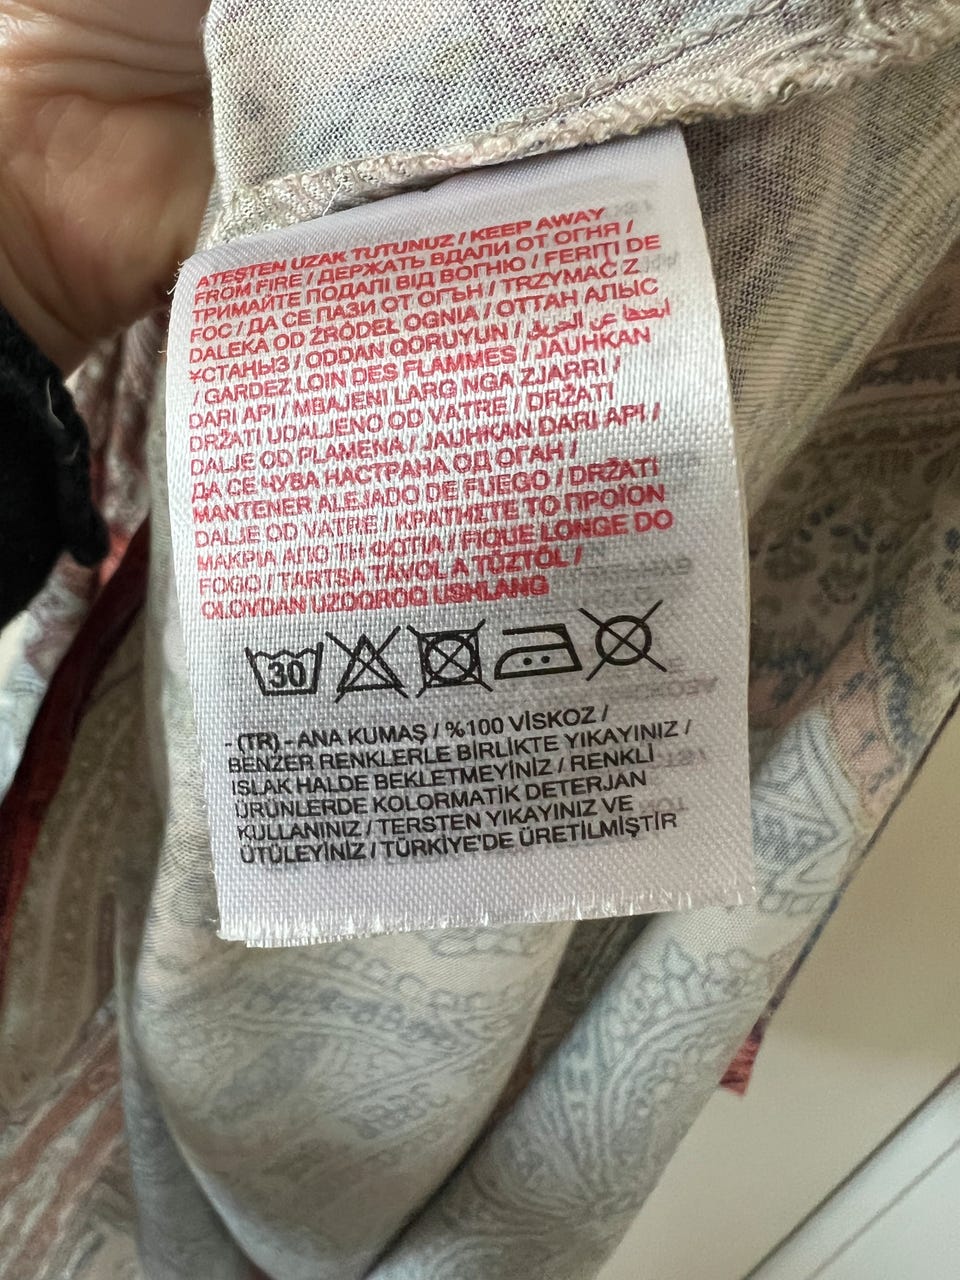 ATEŞTEN UZAK TUTUNUZ / KEEP AWAY
FROM FIRE / ДЕРЖАТЬ ВДАЛИ ОТ ОГНЯ /
ТРИМАЙТЕ ПОДАЛІ ВІД ВОГНЮ / FERITI DE
FOC / ДА СЕ ПАЗИ ОТ ОГЪН / TRZYMAĆ Z
DALEKA OD ŹRÓDEŁ OGNIA / ОТТАН АЛЫС
ҰСТАҢЫЗ / ODDAN QORUYUN / ابعدها عن الحريق
/ GARDEZ LOIN DES FLAMMES / JAUHKAN
DARI API / MBAJENI LARG NGA ZJARRI /
DRŽATI UDALJENO OD VATRE / DRŽATI
DALJE OD PLAMENA / JAUHKAN DARI API /
ДА СЕ ЧУВА НАСТРАНА ОД ОГАН /
MANTENER ALEJADO DE FUEGO / DRŽATI
DALJE OD VATRE / ΚΡΑΤΗΣΤΕ ΤΟ ΠΡΟΪΟΝ
ΜΑΚΡΙΑ ΑΠΟ ΤΗ ΦΩΤΙΑ / FIQUE LONGE DO
FOGO / TARTSA TÁVOL A TŰZTŐL /
OLOVDAN UZOQROQ USHLANG
30
- (TR) - ANA KUMAŞ / %100 VİSKOZ /
BENZER RENKLERLE BİRLİKTE YIKAYINIZ /
ISLAK HALDE BEKLETMEYİNİZ / RENKLİ
ÜRÜNLERDE KOLORMATİK DETERJAN
KULLANINIZ / TERSTEN YIKAYINIZ VE
ÜTÜLEYİNİZ / TÜRKİYE'DE ÜRETİLMİŞTİR